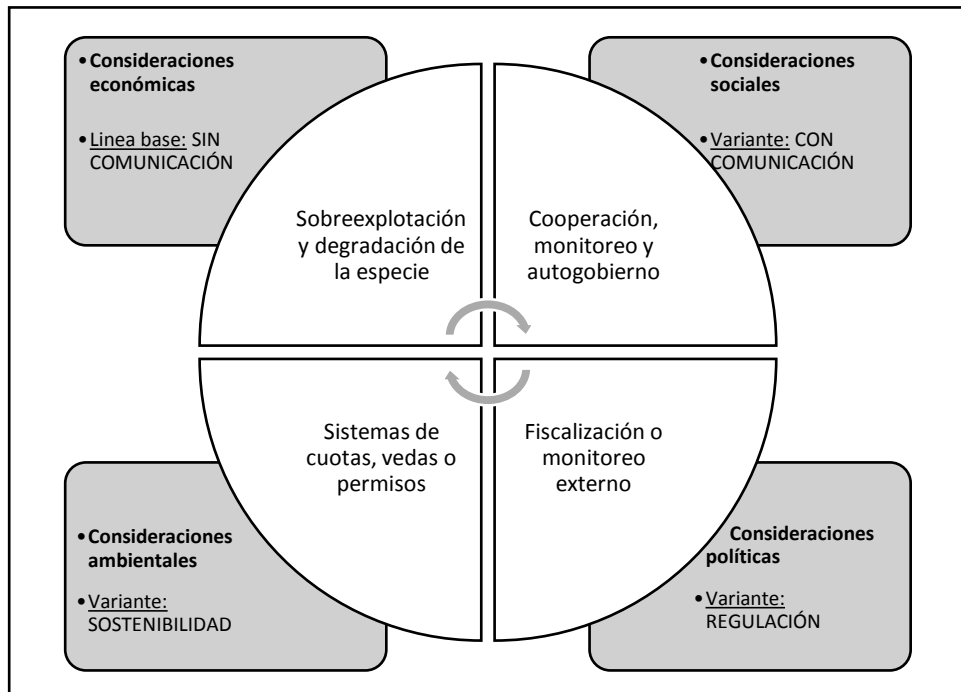 •Consideraciones
económicas
•Linea base: SIN
COMUNICACIÓN
•Consideraciones
sociales
•Variante: CON
COMUNICACIÓN
Sobreexplotación
y degradación de
la especie
Cooperación,
monitoreo y
autogobierno
Sistemas de
cuotas, vedas o
permisos
Fiscalización o
monitoreo
externo
•Consideraciones
ambientales
•Variante:
SOSTENIBILIDAD
Consideraciones
políticas
•Variante:
REGULACIÓN